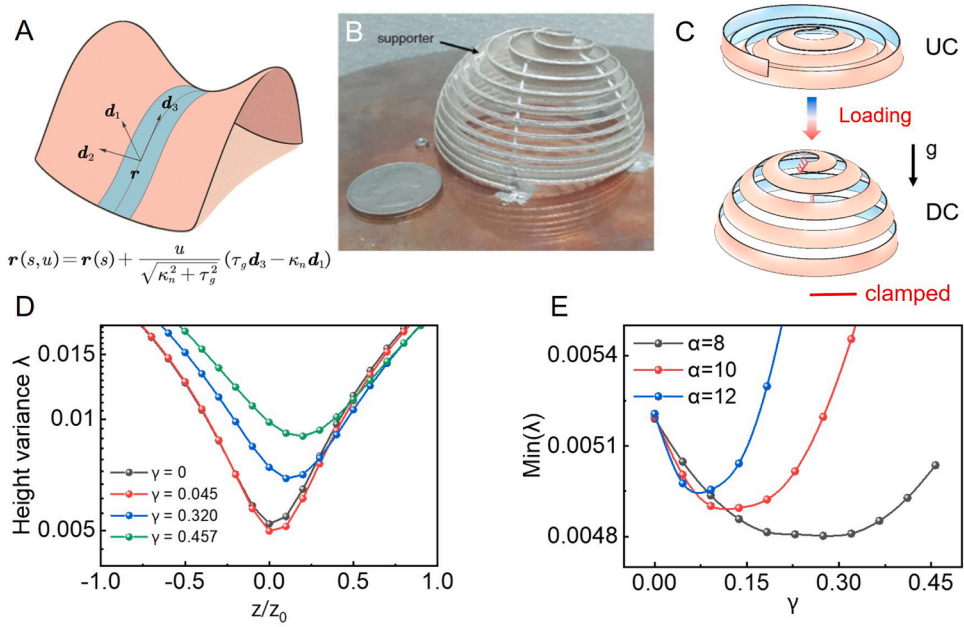 A
d₁
d₂
d₃
r
r(s,u)=r(s)+ u/√(κₙ²+τ_g²) (τ_g d₃−κₙ d₁)
B
supporter
C
UC
Loading
g
DC
clamped
D
Height variance λ
0.015
0.01
0.005
γ = 0
γ = 0.045
γ = 0.320
γ = 0.457
-1.0 -0.5 0.0 0.5 1.0
z/z₀
E
Min(λ)
0.0054
0.0051
0.0048
α=8
α=10
α=12
0.00 0.15 0.30 0.45
γ